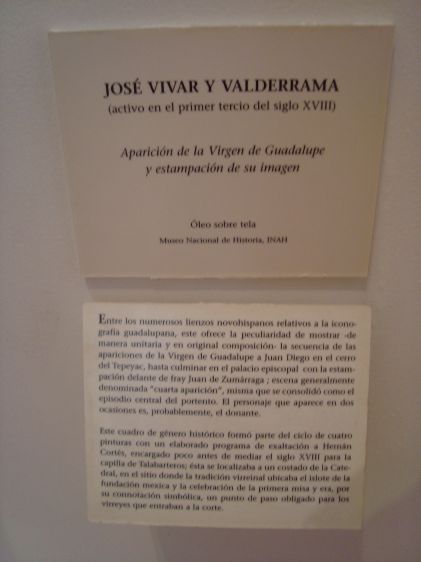 JOSÉ VIVAR Y VALDERRAMA
(activo en el primer tercio del siglo XVIII)
Aparición de la Virgen de Guadalupe
y estampación de su imagen
Óleo sobre tela
Museo Nacional de Historia, INAH
Entre los numerosos lienzos novohispanos relativos a la icono-
grafía guadalupana, este ofrece la peculiaridad de mostrar -de
manera unitaria y en original composición- la secuencia de las
apariciones de la Virgen de Guadalupe a Juan Diego en el cerro
del Tepeyac, hasta culminar en el palacio episcopal con la estam-
pación delante de fray Juan de Zumárraga ; escena generalmente
denominada "cuarta aparición", misma que se consolidó como el
episodio central del portento. El personaje que aparece en dos
ocasiones es, probablemente, el donante.
Este cuadro de género histórico formó parte del ciclo de cuatro
pinturas con un elaborado programa de exaltación a Hernán
Cortés, encargado poco antes de mediar el siglo XVIII para la
capilla de Talabarteros; ésta se localizaba a un costado de la Cate-
dral, en el sitio donde la tradición virreinal ubicaba el islote de la
fundación mexica y la celebración de la primera misa y era, por
su connotación simbólica, un punto de paso obligado para los
virreyes que entraban a la corte.